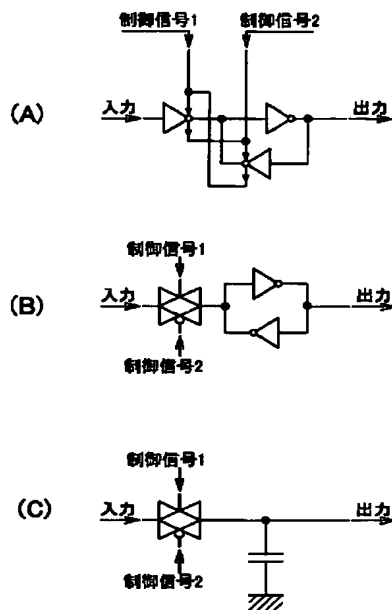 制御信号1 制御信号2
(A) 入力 出力
制御信号1
(B) 入力 出力
制御信号2
制御信号1
(C) 入力 出力
制御信号2